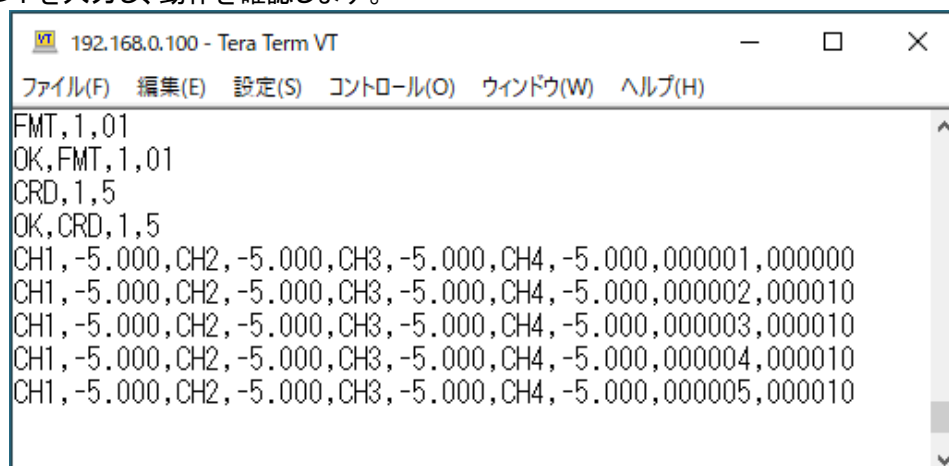 を入力し、動作を確認します。
192.168.0.100 - Tera Term VT
ファイル(F) 編集(E) 設定(S) コントロール(O) ウィンドウ(W) ヘルプ(H)
FMT,1,01
OK,FMT,1,01
CRD,1,5
OK,CRD,1,5
CH1,-5.000,CH2,-5.000,CH3,-5.000,CH4,-5.000,000001,000000
CH1,-5.000,CH2,-5.000,CH3,-5.000,CH4,-5.000,000002,000010
CH1,-5.000,CH2,-5.000,CH3,-5.000,CH4,-5.000,000003,000010
CH1,-5.000,CH2,-5.000,CH3,-5.000,CH4,-5.000,000004,000010
CH1,-5.000,CH2,-5.000,CH3,-5.000,CH4,-5.000,000005,000010